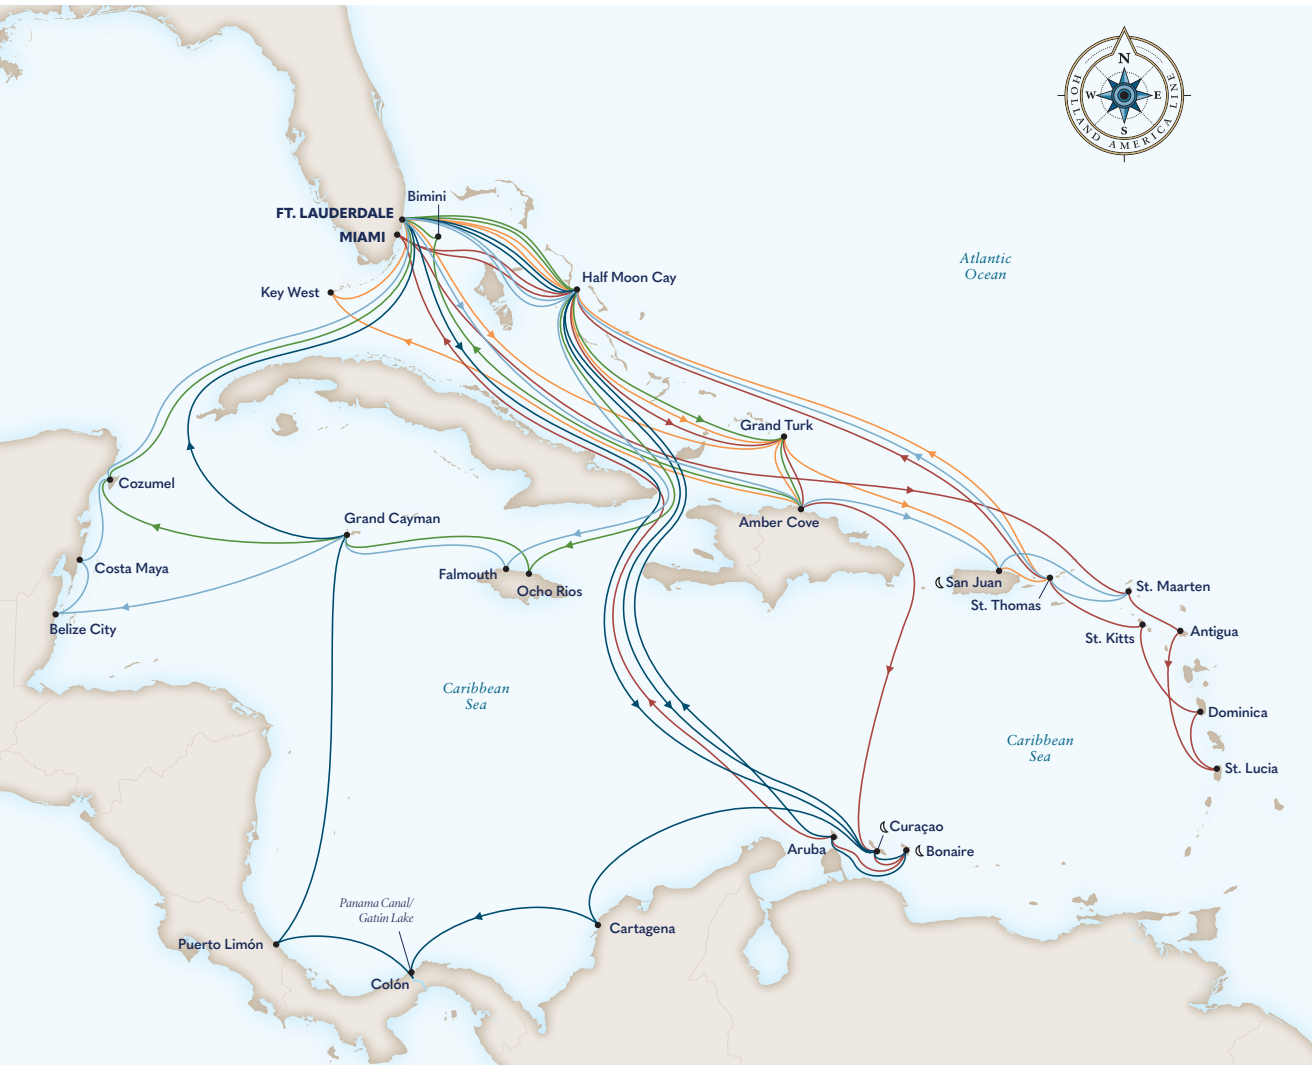 N
W
E
S
HOLLAND AMERICA LINE
Bimini
FT. LAUDERDALE
MIAMI
Atlantic
Ocean
Half Moon Cay
Key West
Grand Turk
Cozumel
Grand Cayman
Amber Cove
Costa Maya
Falmouth
San Juan
St. Maarten
Ocho Rios
St. Thomas
Belize City
St. Kitts
Antigua
Caribbean
Sea
Dominica
Caribbean
Sea
St. Lucia
Curaçao
Aruba
Bonaire
Panama Canal/
Gatún Lake
Cartagena
Puerto Limón
Colón